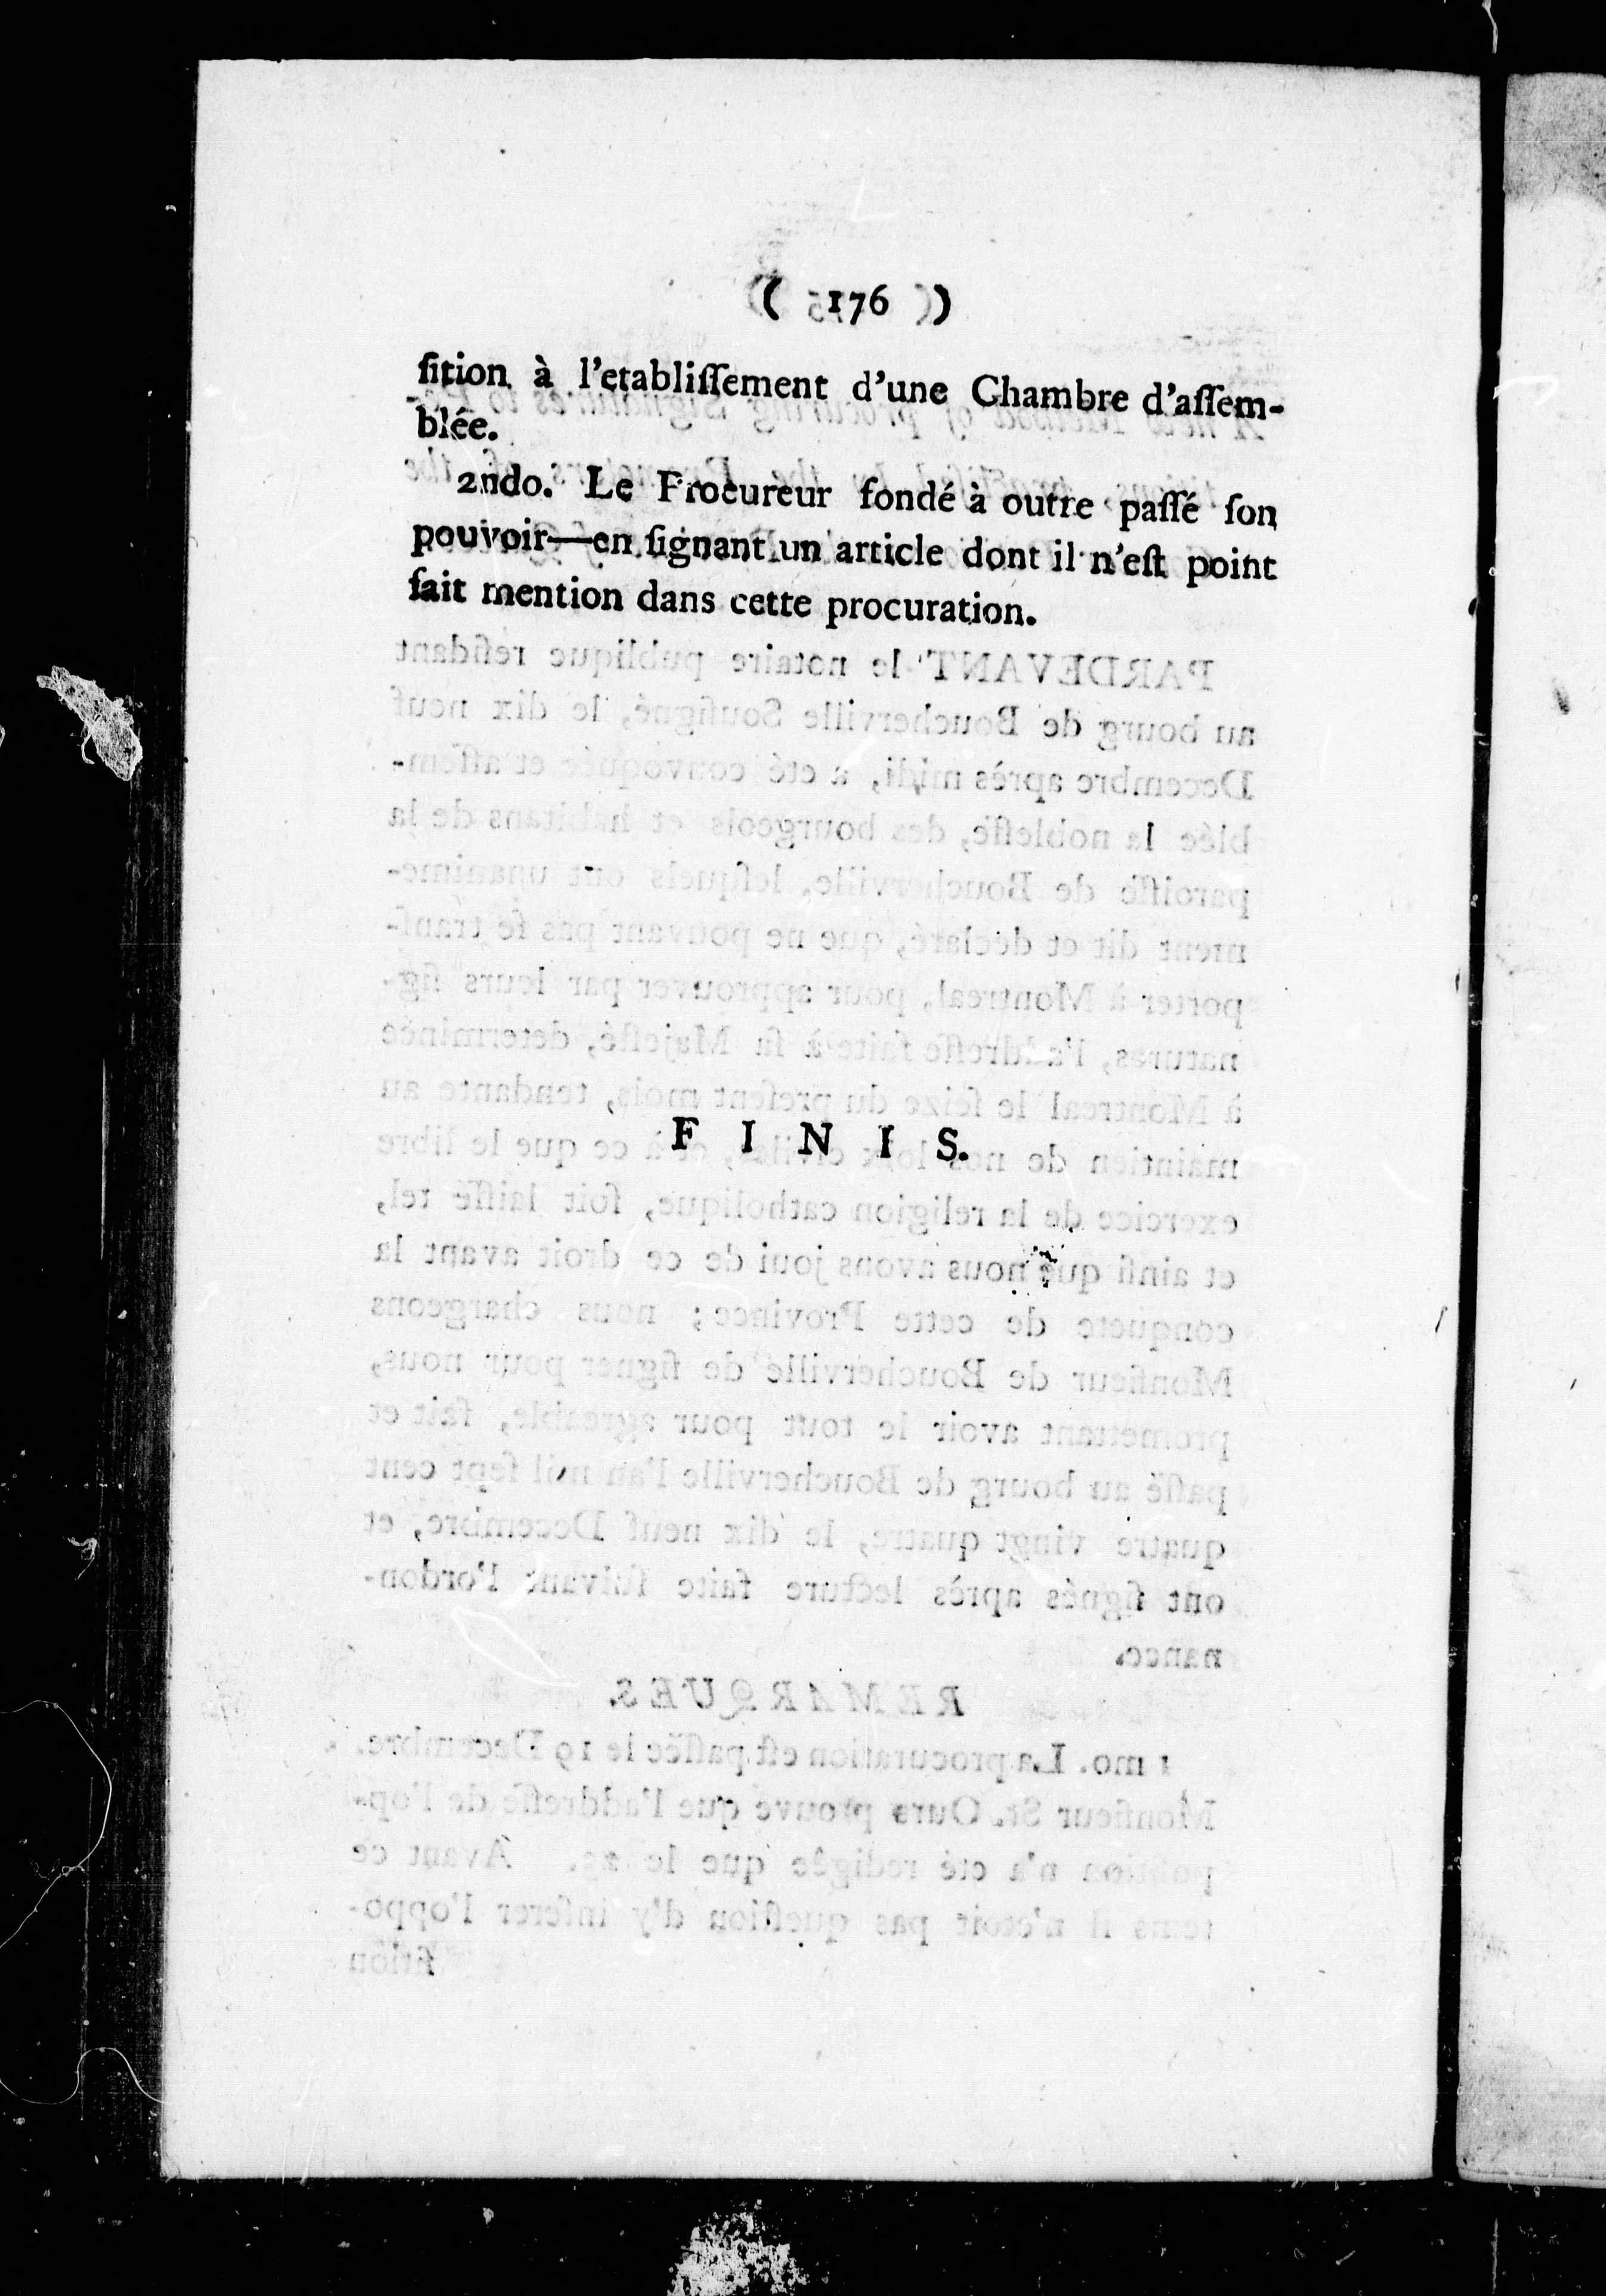 ( 176 )
ſition à l'etabliſſement d'une Chambre d'aſſem-
blée.
2ndo. Le Procureur fondé à outre paſſé ſon
pouvoir—en ſignant un article dont il n'eſt point
fait mention dans cette procuration.
F I N I S.